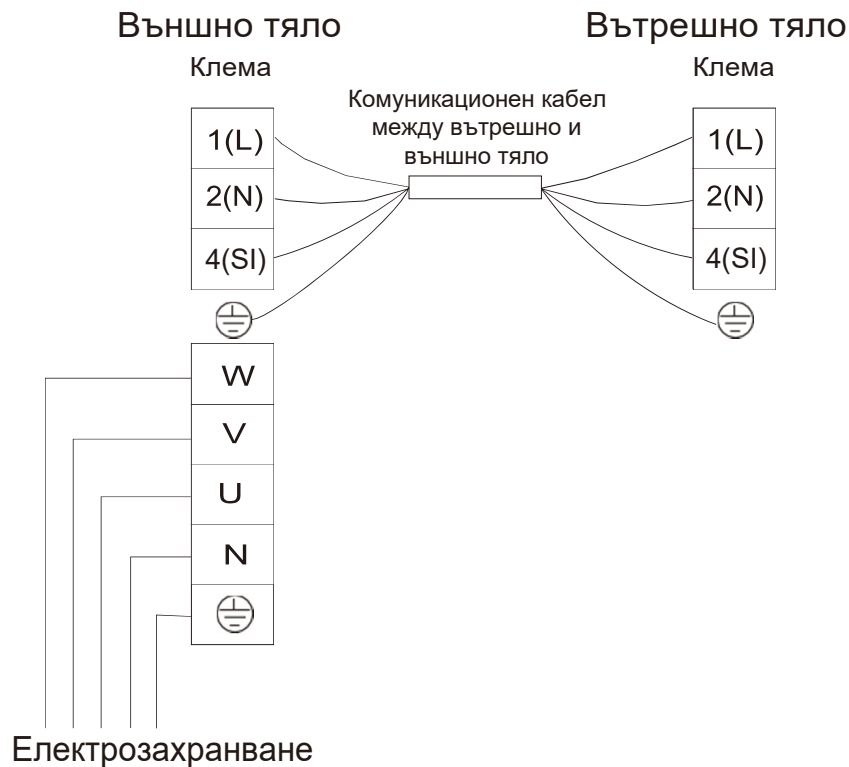 Външно тяло
Клема
Вътрешно тяло
Клема
Комуникационен кабел
между вътрешно и
външно тяло
1(L)
2(N)
4(SI)
1(L)
2(N)
4(SI)
W
V
U
N
Електрозахранване